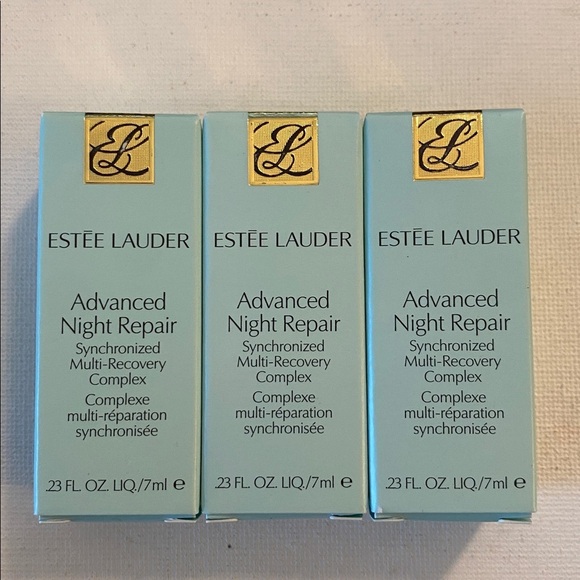 EL
ESTĒE LAUDER
Advanced
Night Repair
Synchronized
Multi-Recovery
Complex
Complexe
multi-réparation
synchronisée
.23 FL. OZ. LIQ./7ml e
EL
ESTĒE LAUDER
Advanced
Night Repair
Synchronized
Multi-Recovery
Complex
Complexe
multi-réparation
synchronisée
.23 FL. OZ. LIQ./7ml e
EL
ESTĒE LAUDER
Advanced
Night Repair
Synchronized
Multi-Recovery
Complex
Complexe
multi-réparation
synchronisée
.23 FL. OZ. LIQ./7ml e